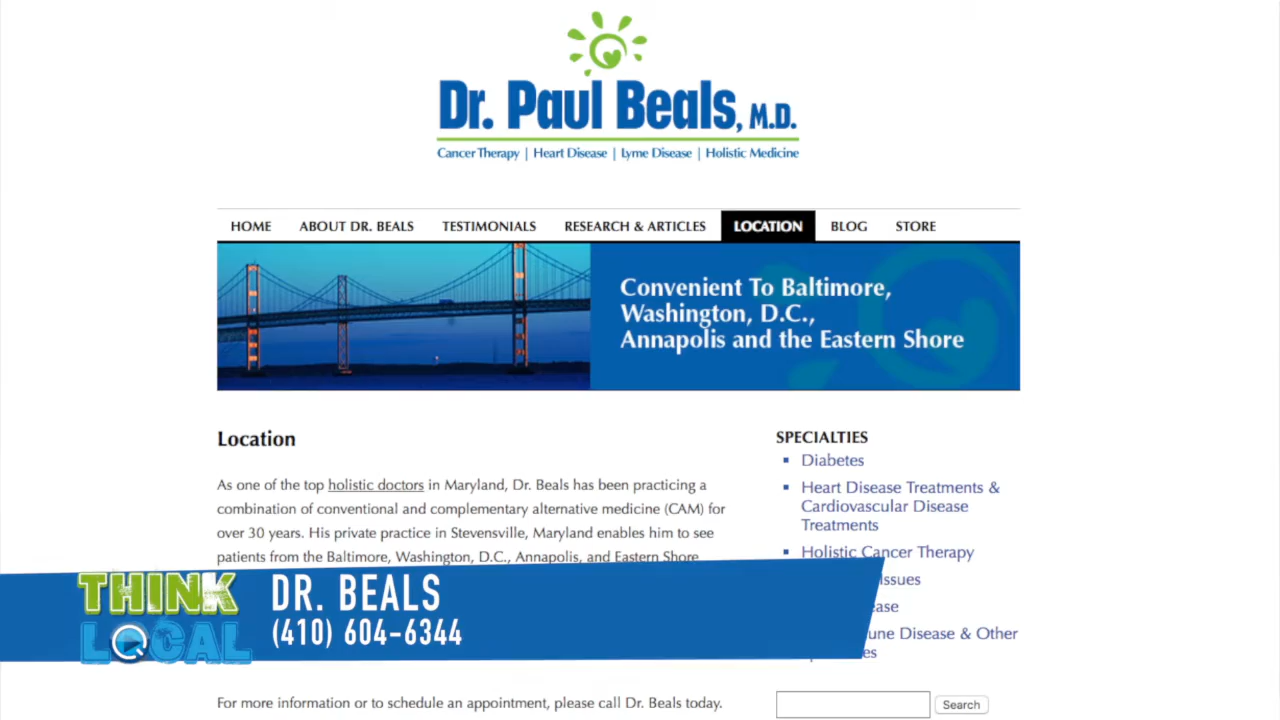 Dr. Paul Beals, M.D.
Cancer Therapy | Heart Disease | Lyme Disease | Holistic Medicine
HOME ABOUT DR. BEALS TESTIMONIALS RESEARCH & ARTICLES LOCATION BLOG STORE
Convenient To Baltimore,
Washington, D.C.,
Annapolis and the Eastern Shore
Location
As one of the top holistic doctors in Maryland, Dr. Beals has been practicing a
combination of conventional and complementary alternative medicine (CAM) for
over 30 years. His private practice in Stevensville, Maryland enables him to see
patients from the Baltimore, Washington, D.C., Annapolis, and Eastern Shore
For more information or to schedule an appointment, please call Dr. Beals today.
SPECIALTIES
Diabetes
Heart Disease Treatments &
Cardiovascular Disease
Treatments
Holistic Cancer Therapy
& Other
Search
THINK
LOCAL
DR. BEALS
(410) 604-6344